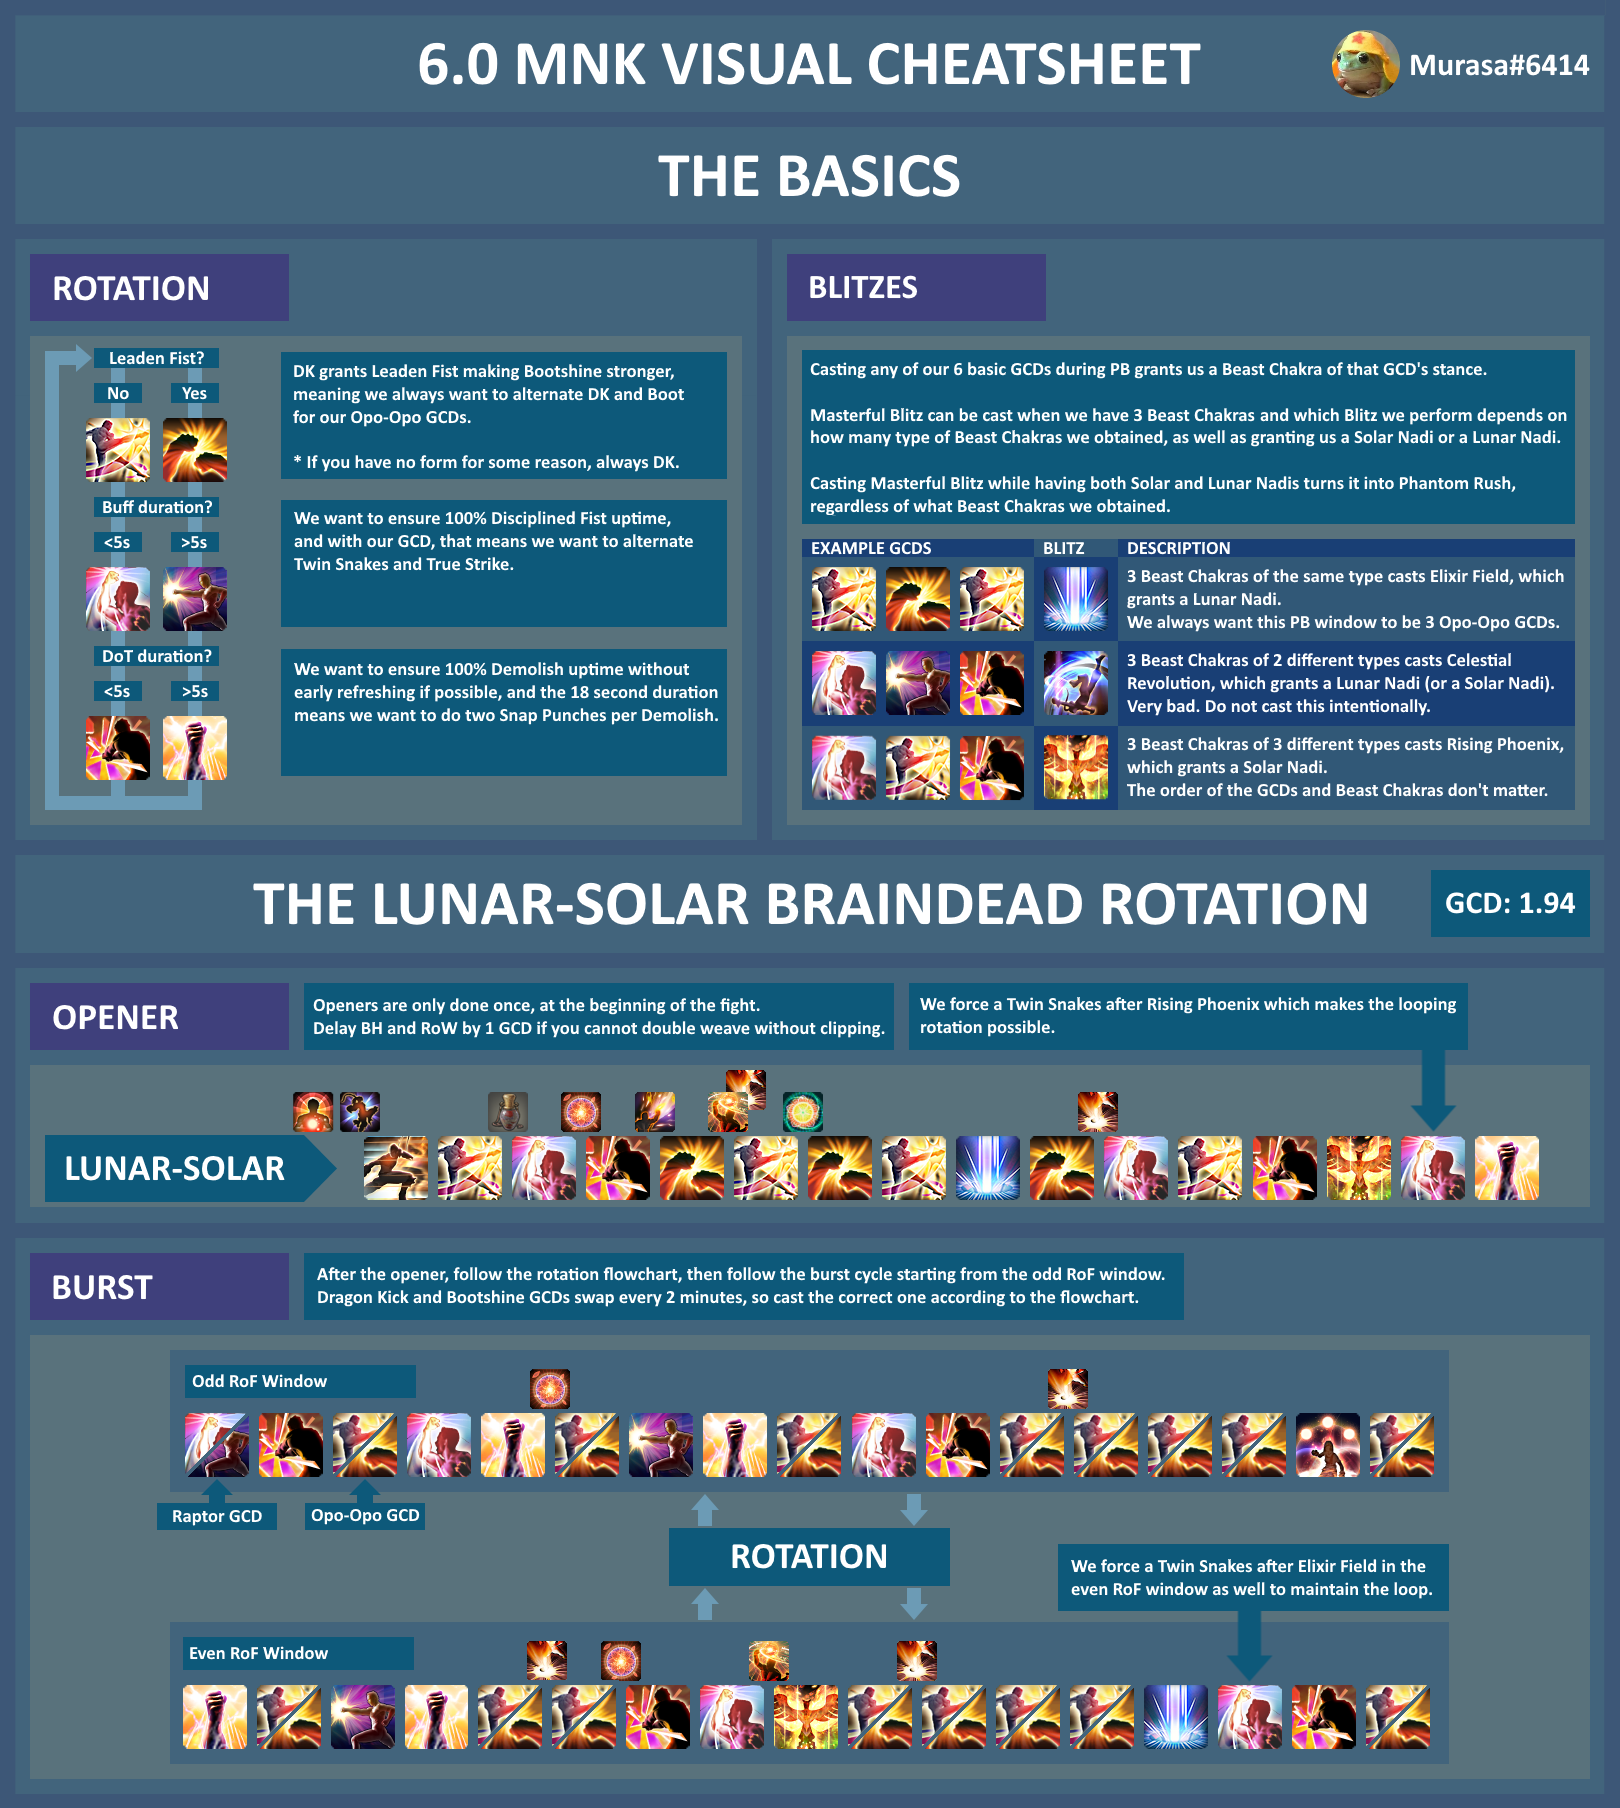 6.0 MNK VISUAL CHEATSHEET
Murasa#6414
THE BASICS
ROTATION
Leaden Fist?
No
Yes
Buff duration?
<5s
>5s
DoT duration?
<5s
>5s
DK grants Leaden Fist making Bootshine stronger,
meaning we always want to alternate DK and Boot
for our Opo-Opo GCDs.
* If you have no form for some reason, always DK.
We want to ensure 100% Disciplined Fist uptime,
and with our GCD, that means we want to alternate
Twin Snakes and True Strike.
We want to ensure 100% Demolish uptime without
early refreshing if possible, and the 18 second duration
means we want to do two Snap Punches per Demolish.
BLITZES
Casting any of our 6 basic GCDs during PB grants us a Beast Chakra of that GCD's stance.
Masterful Blitz can be cast when we have 3 Beast Chakras and which Blitz we perform depends on
how many type of Beast Chakras we obtained, as well as granting us a Solar Nadi or a Lunar Nadi.
Casting Masterful Blitz while having both Solar and Lunar Nadis turns it into Phantom Rush,
regardless of what Beast Chakras we obtained.
EXAMPLE GCDS
BLITZ
DESCRIPTION
3 Beast Chakras of the same type casts Elixir Field, which
grants a Lunar Nadi.
We always want this PB window to be 3 Opo-Opo GCDs.
3 Beast Chakras of 2 different types casts Celestial
Revolution, which grants a Lunar Nadi (or a Solar Nadi).
Very bad. Do not cast this intentionally.
3 Beast Chakras of 3 different types casts Rising Phoenix,
which grants a Solar Nadi.
The order of the GCDs and Beast Chakras don't matter.
THE LUNAR-SOLAR BRAINDEAD ROTATION
GCD: 1.94
OPENER
Openers are only done once, at the beginning of the fight.
Delay BH and RoW by 1 GCD if you cannot double weave without clipping.
We force a Twin Snakes after Rising Phoenix which makes the looping
rotation possible.
LUNAR-SOLAR
BURST
After the opener, follow the rotation flowchart, then follow the burst cycle starting from the odd RoF window.
Dragon Kick and Bootshine GCDs swap every 2 minutes, so cast the correct one according to the flowchart.
Odd RoF Window
Raptor GCD
Opo-Opo GCD
ROTATION
We force a Twin Snakes after Elixir Field in the
even RoF window as well to maintain the loop.
Even RoF Window